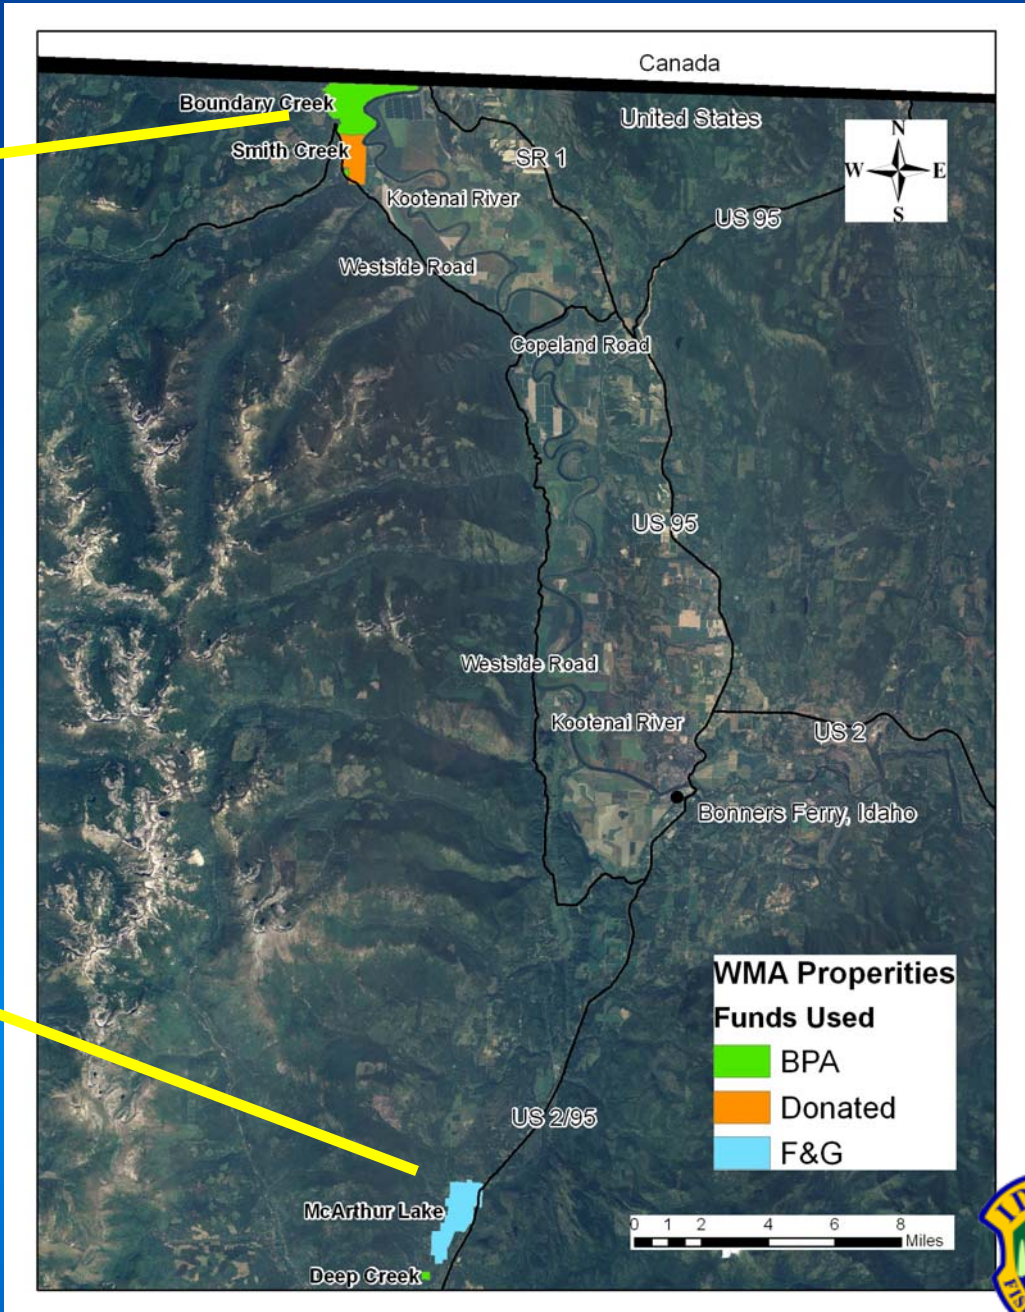 Canada
Boundary Creek
United States
N
Smith Creek
SR 1
W E
Kootenai River
S
US 95
Westside Road
Copeland Road
US 95
Westside Road
Kootenai River
US 2
Bonners Ferry, Idaho
WMA Properities
Funds Used
BPA
Donated
F&G
US 2/95
McArthur Lake
0 1 2 4 6 8
Miles
Deep Creek